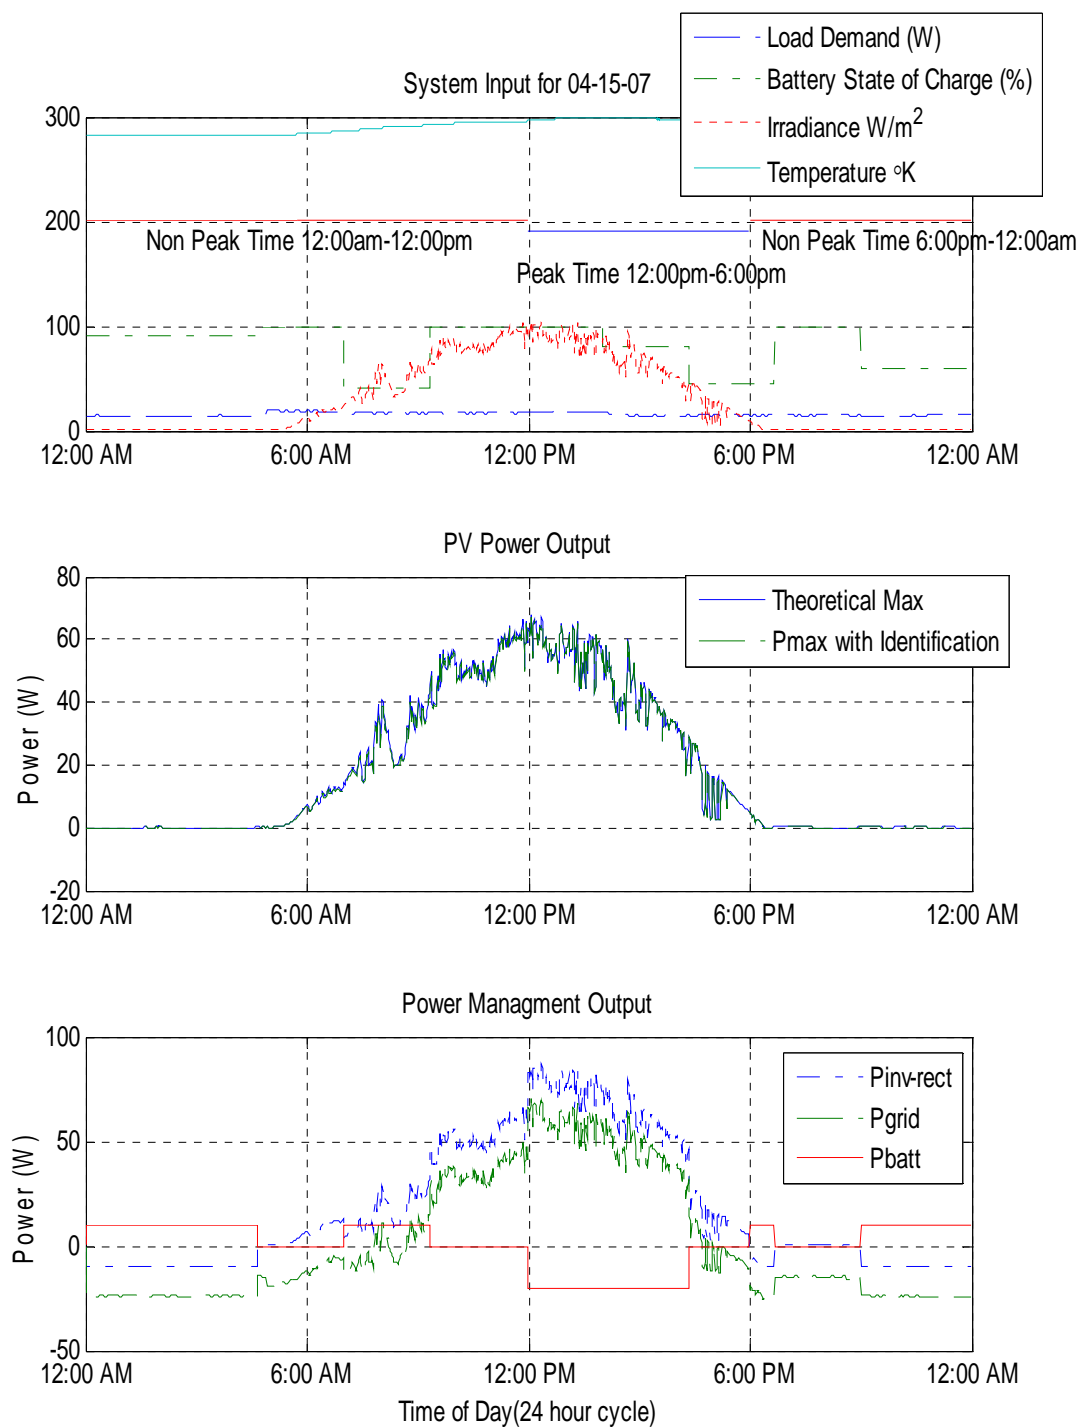 Load Demand (W)
Battery State of Charge (%)
Irradiance W/m2
Temperature oK
System Input for 04-15-07
300
200
100
0
Non Peak Time 12:00am-12:00pm
Peak Time 12:00pm-6:00pm
Non Peak Time 6:00pm-12:00am
12:00 AM
6:00 AM
12:00 PM
6:00 PM
12:00 AM
PV Power Output
Theoretical Max
Pmax with Identification
Power (W)
80
60
40
20
0
-20
12:00 AM
6:00 AM
12:00 PM
6:00 PM
12:00 AM
Power Managment Output
Pinv-rect
Pgrid
Pbatt
Power (W)
100
50
0
-50
12:00 AM
6:00 AM
12:00 PM
6:00 PM
12:00 AM
Time of Day(24 hour cycle)